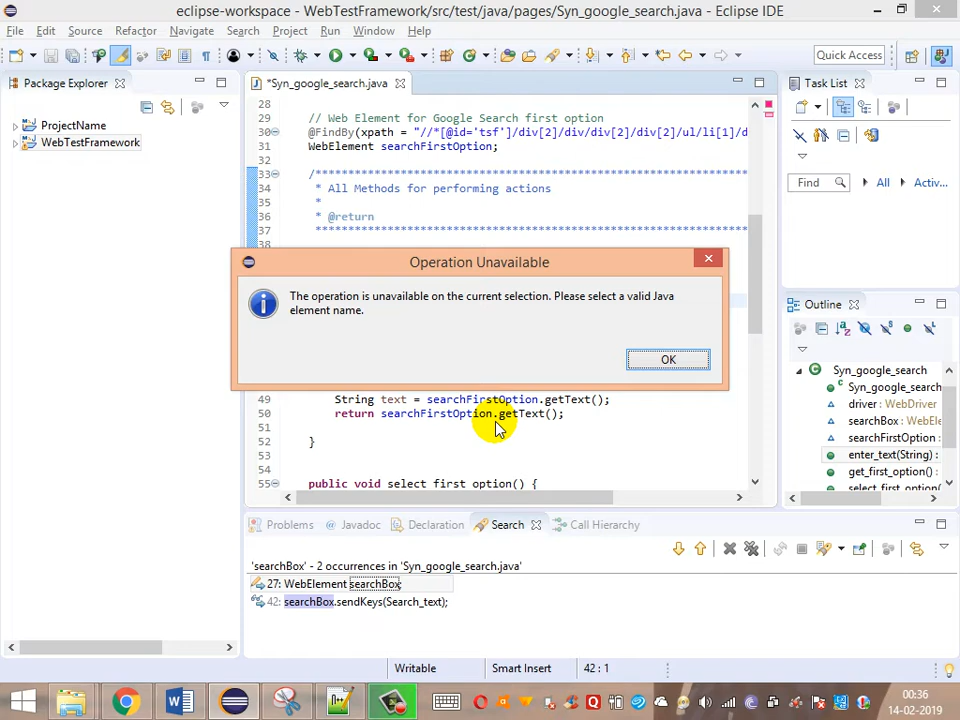 eclipse-workspace - WebTestFramework/src/test/java/pages/Syn_google_search.java - Eclipse IDE
File Edit Source Refactor Navigate Search Project Run Window Help
Quick Access
Package Explorer
ProjectName
WebTestFramework
*Syn_google_search.java
28
29 // Web Element for Google Search first option
30 @FindBy(xpath = "//*[@id='tsf']/div[2]/div/div[2]/div[2]/ul/li[1]/d
31 WebElement searchFirstOption;
32
33 /***************************************************************
34 * All Methods for performing actions
35 *
36 * @return
37 **************************************************************
38
Operation Unavailable
The operation is unavailable on the current selection. Please select a valid Java
element name.
OK
49 String text = searchFirstOption.getText();
50 return searchFirstOption.getText();
51
52 }
53
54
55 public void select_first_option() {
Task List
Find
All
Activ...
Outline
Syn_google_search
Syn_google_search
driver : WebDriver
searchBox : WebEle
searchFirstOption
enter_text(String) :
get_first_option()
select_first_option()
Problems
Javadoc
Declaration
Search
Call Hierarchy
'searchBox' - 2 occurrences in 'Syn_google_search.java'
27: WebElement searchBox;
42: searchBox.sendKeys(Search_text);
Writable
Smart Insert
42 : 1
00:36
14-02-2019